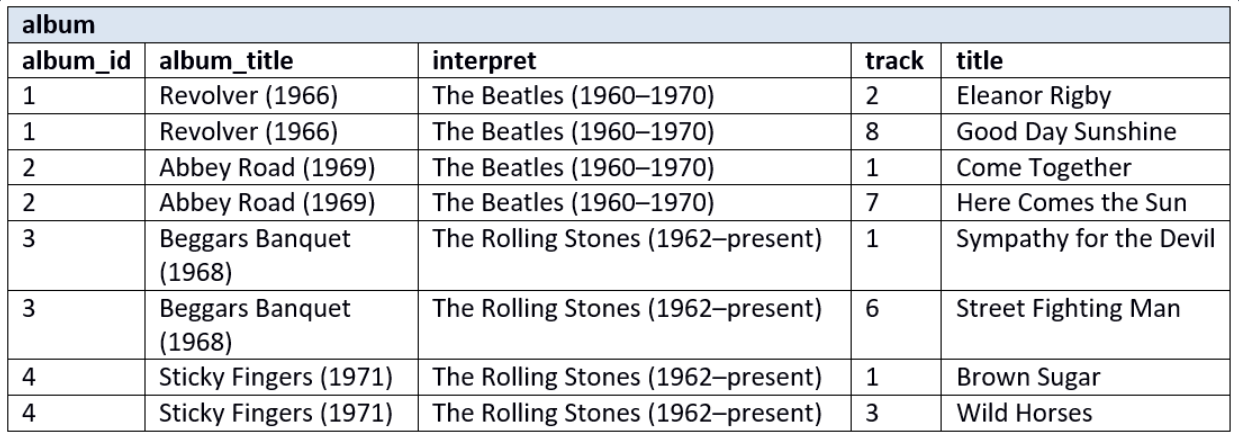 album
album_id album_title interpret track title
1 Revolver (1966) The Beatles (1960–1970) 2 Eleanor Rigby
1 Revolver (1966) The Beatles (1960–1970) 8 Good Day Sunshine
2 Abbey Road (1969) The Beatles (1960–1970) 1 Come Together
2 Abbey Road (1969) The Beatles (1960–1970) 7 Here Comes the Sun
3 Beggars Banquet The Rolling Stones (1962–present) 1 Sympathy for the Devil
(1968)
3 Beggars Banquet The Rolling Stones (1962–present) 6 Street Fighting Man
(1968)
4 Sticky Fingers (1971) The Rolling Stones (1962–present) 1 Brown Sugar
4 Sticky Fingers (1971) The Rolling Stones (1962–present) 3 Wild Horses